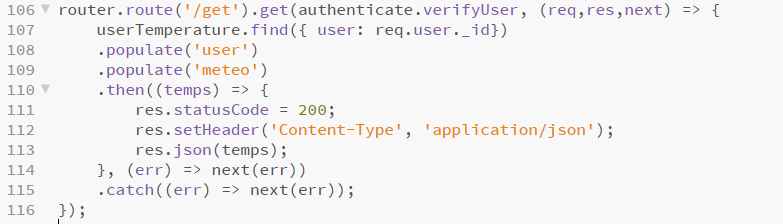 106 router.route('/get').get(authenticate.verifyUser, (req,res,next) => {
107     userTemperature.find({ user: req.user._id})
108     .populate('user')
109     .populate('meteo')
110     .then((temps) => {
111         res.statusCode = 200;
112         res.setHeader('Content-Type', 'application/json');
113         res.json(temps);
114     }, (err) => next(err))
115     .catch((err) => next(err));
116 });